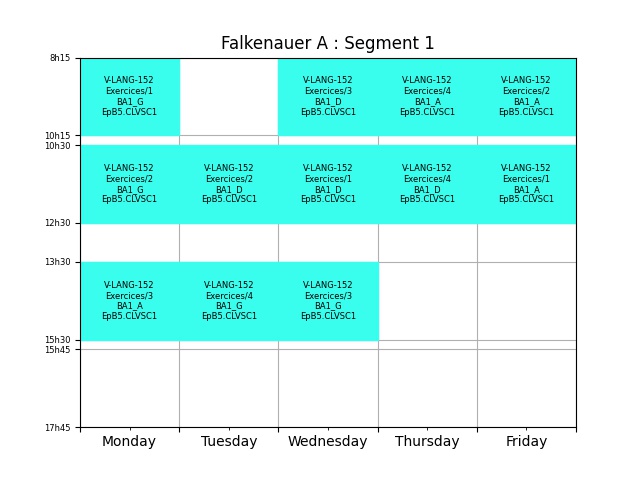 Falkenauer A : Segment 1
8h15
V-LANG-152
Exercices/1
BA1_G
EpB5.CLVSC1
V-LANG-152
Exercices/3
BA1_D
EpB5.CLVSC1
V-LANG-152
Exercices/4
BA1_A
EpB5.CLVSC1
V-LANG-152
Exercices/2
BA1_A
EpB5.CLVSC1
10h15
10h30
V-LANG-152
Exercices/2
BA1_G
EpB5.CLVSC1
V-LANG-152
Exercices/2
BA1_D
EpB5.CLVSC1
V-LANG-152
Exercices/1
BA1_D
EpB5.CLVSC1
V-LANG-152
Exercices/4
BA1_D
EpB5.CLVSC1
V-LANG-152
Exercices/1
BA1_A
EpB5.CLVSC1
12h30
13h30
V-LANG-152
Exercices/3
BA1_A
EpB5.CLVSC1
V-LANG-152
Exercices/4
BA1_G
EpB5.CLVSC1
V-LANG-152
Exercices/3
BA1_G
EpB5.CLVSC1
15h30
15h45
17h45
Monday
Tuesday
Wednesday
Thursday
Friday